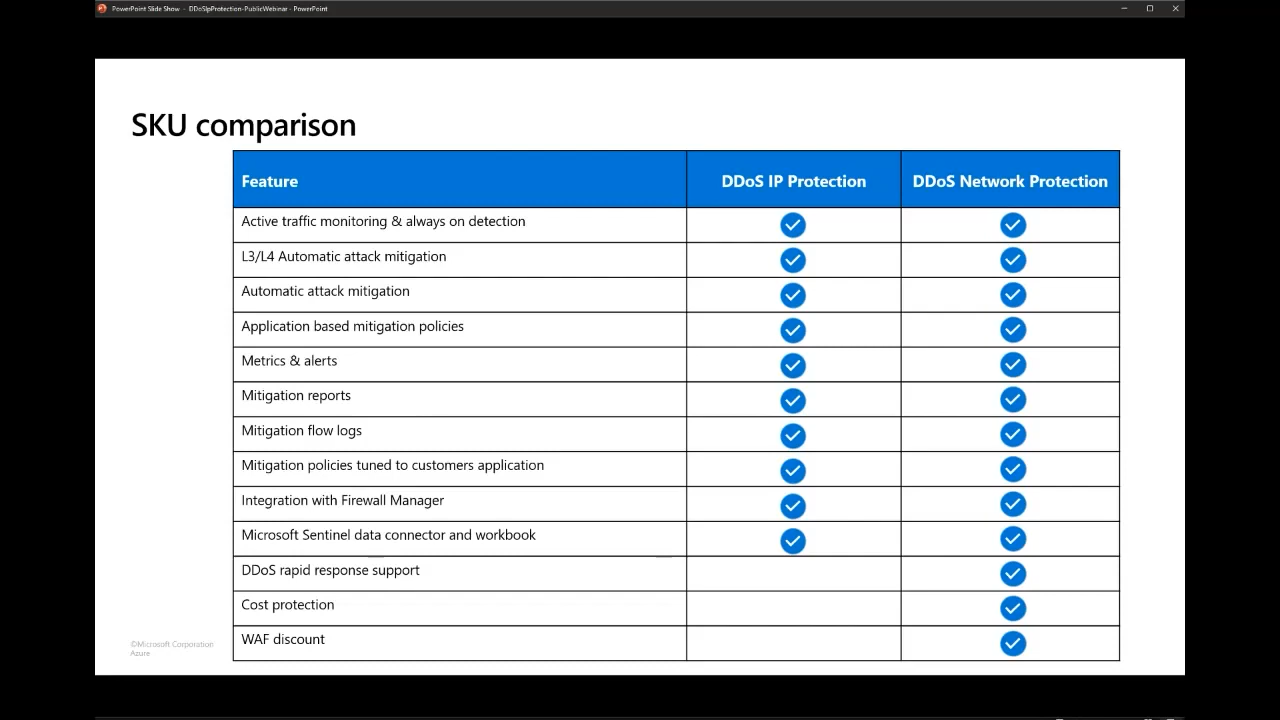 PowerPoint Slide Show - DDoSIpProtection-PublicWebinar - PowerPoint
SKU comparison
Feature DDoS IP Protection DDoS Network Protection
Active traffic monitoring & always on detection
L3/L4 Automatic attack mitigation
Automatic attack mitigation
Application based mitigation policies
Metrics & alerts
Mitigation reports
Mitigation flow logs
Mitigation policies tuned to customers application
Integration with Firewall Manager
Microsoft Sentinel data connector and workbook
DDoS rapid response support
Cost protection
WAF discount
©Microsoft Corporation
Azure